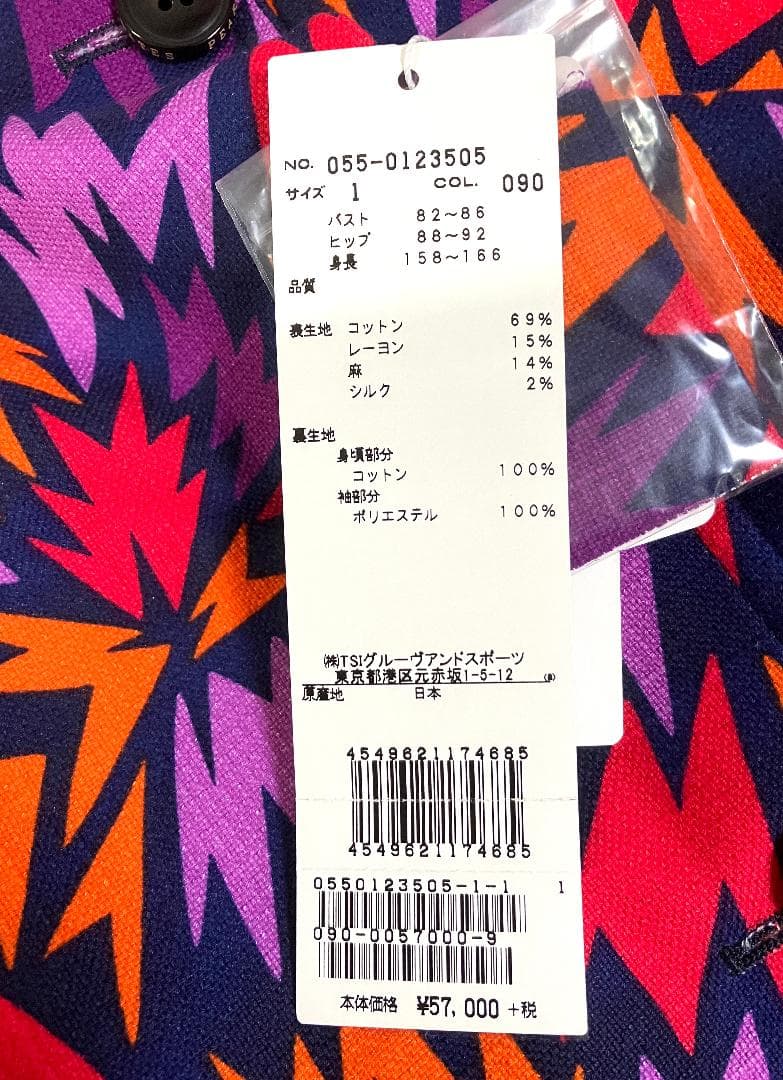 NO. 055-0123505
サイズ 1 COL. 090
バスト 82～86
ヒップ 88～92
身長 158～166
品質
表生地 コットン 69%
レーヨン 15%
麻 14%
シルク 2%
裏生地
身頃部分
コットン 100%
袖部分
ポリエステル 100%
㈱TSIグルーヴアンドスポーツ
東京都港区元赤坂1-5-12
原産地 日本
4549621174685
4549621174685
0550123505-1-1 1
090-0057000-9
本体価格 ¥57,000 +税